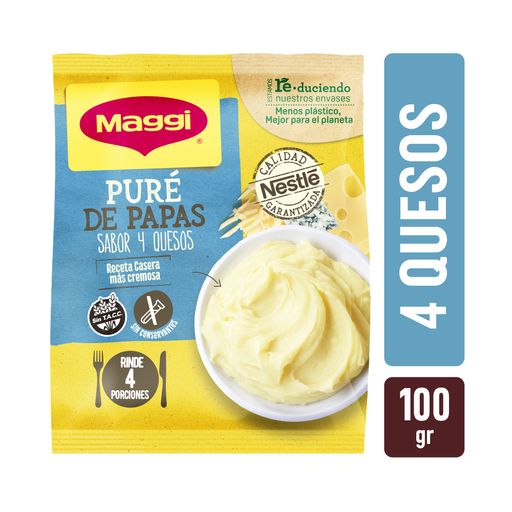 Maggi
®
PURÉ
DE PAPAS
SABOR 4 QUESOS
Receta Casera
más cremosa
Sin T.A.C.C.
SIN CONSERVANTES
RINDE
4
PORCIONES
ESTAMOS
re·duciendo
nuestros envases
Menos plástico,
Mejor para el planeta
CALIDAD
Nestlé
GARANTIZADA
4 QUESOS
100
gr